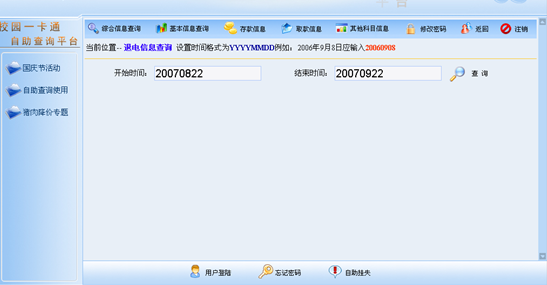 平台
校园一卡通
自助查询平台
综合信息查询 基本信息查询 存款信息 取款信息 其他科目信息 修改密码 返回 注销
当前位置-- 退电信息查询 设置时间格式为YYYYMMDD例如：2006年9月8日应输入20060908
国庆节活动
自助查询使用
猪肉降价专题
开始时间： 20070822 结束时间： 20070922 查 询
用户登陆 忘记密码 自助挂失